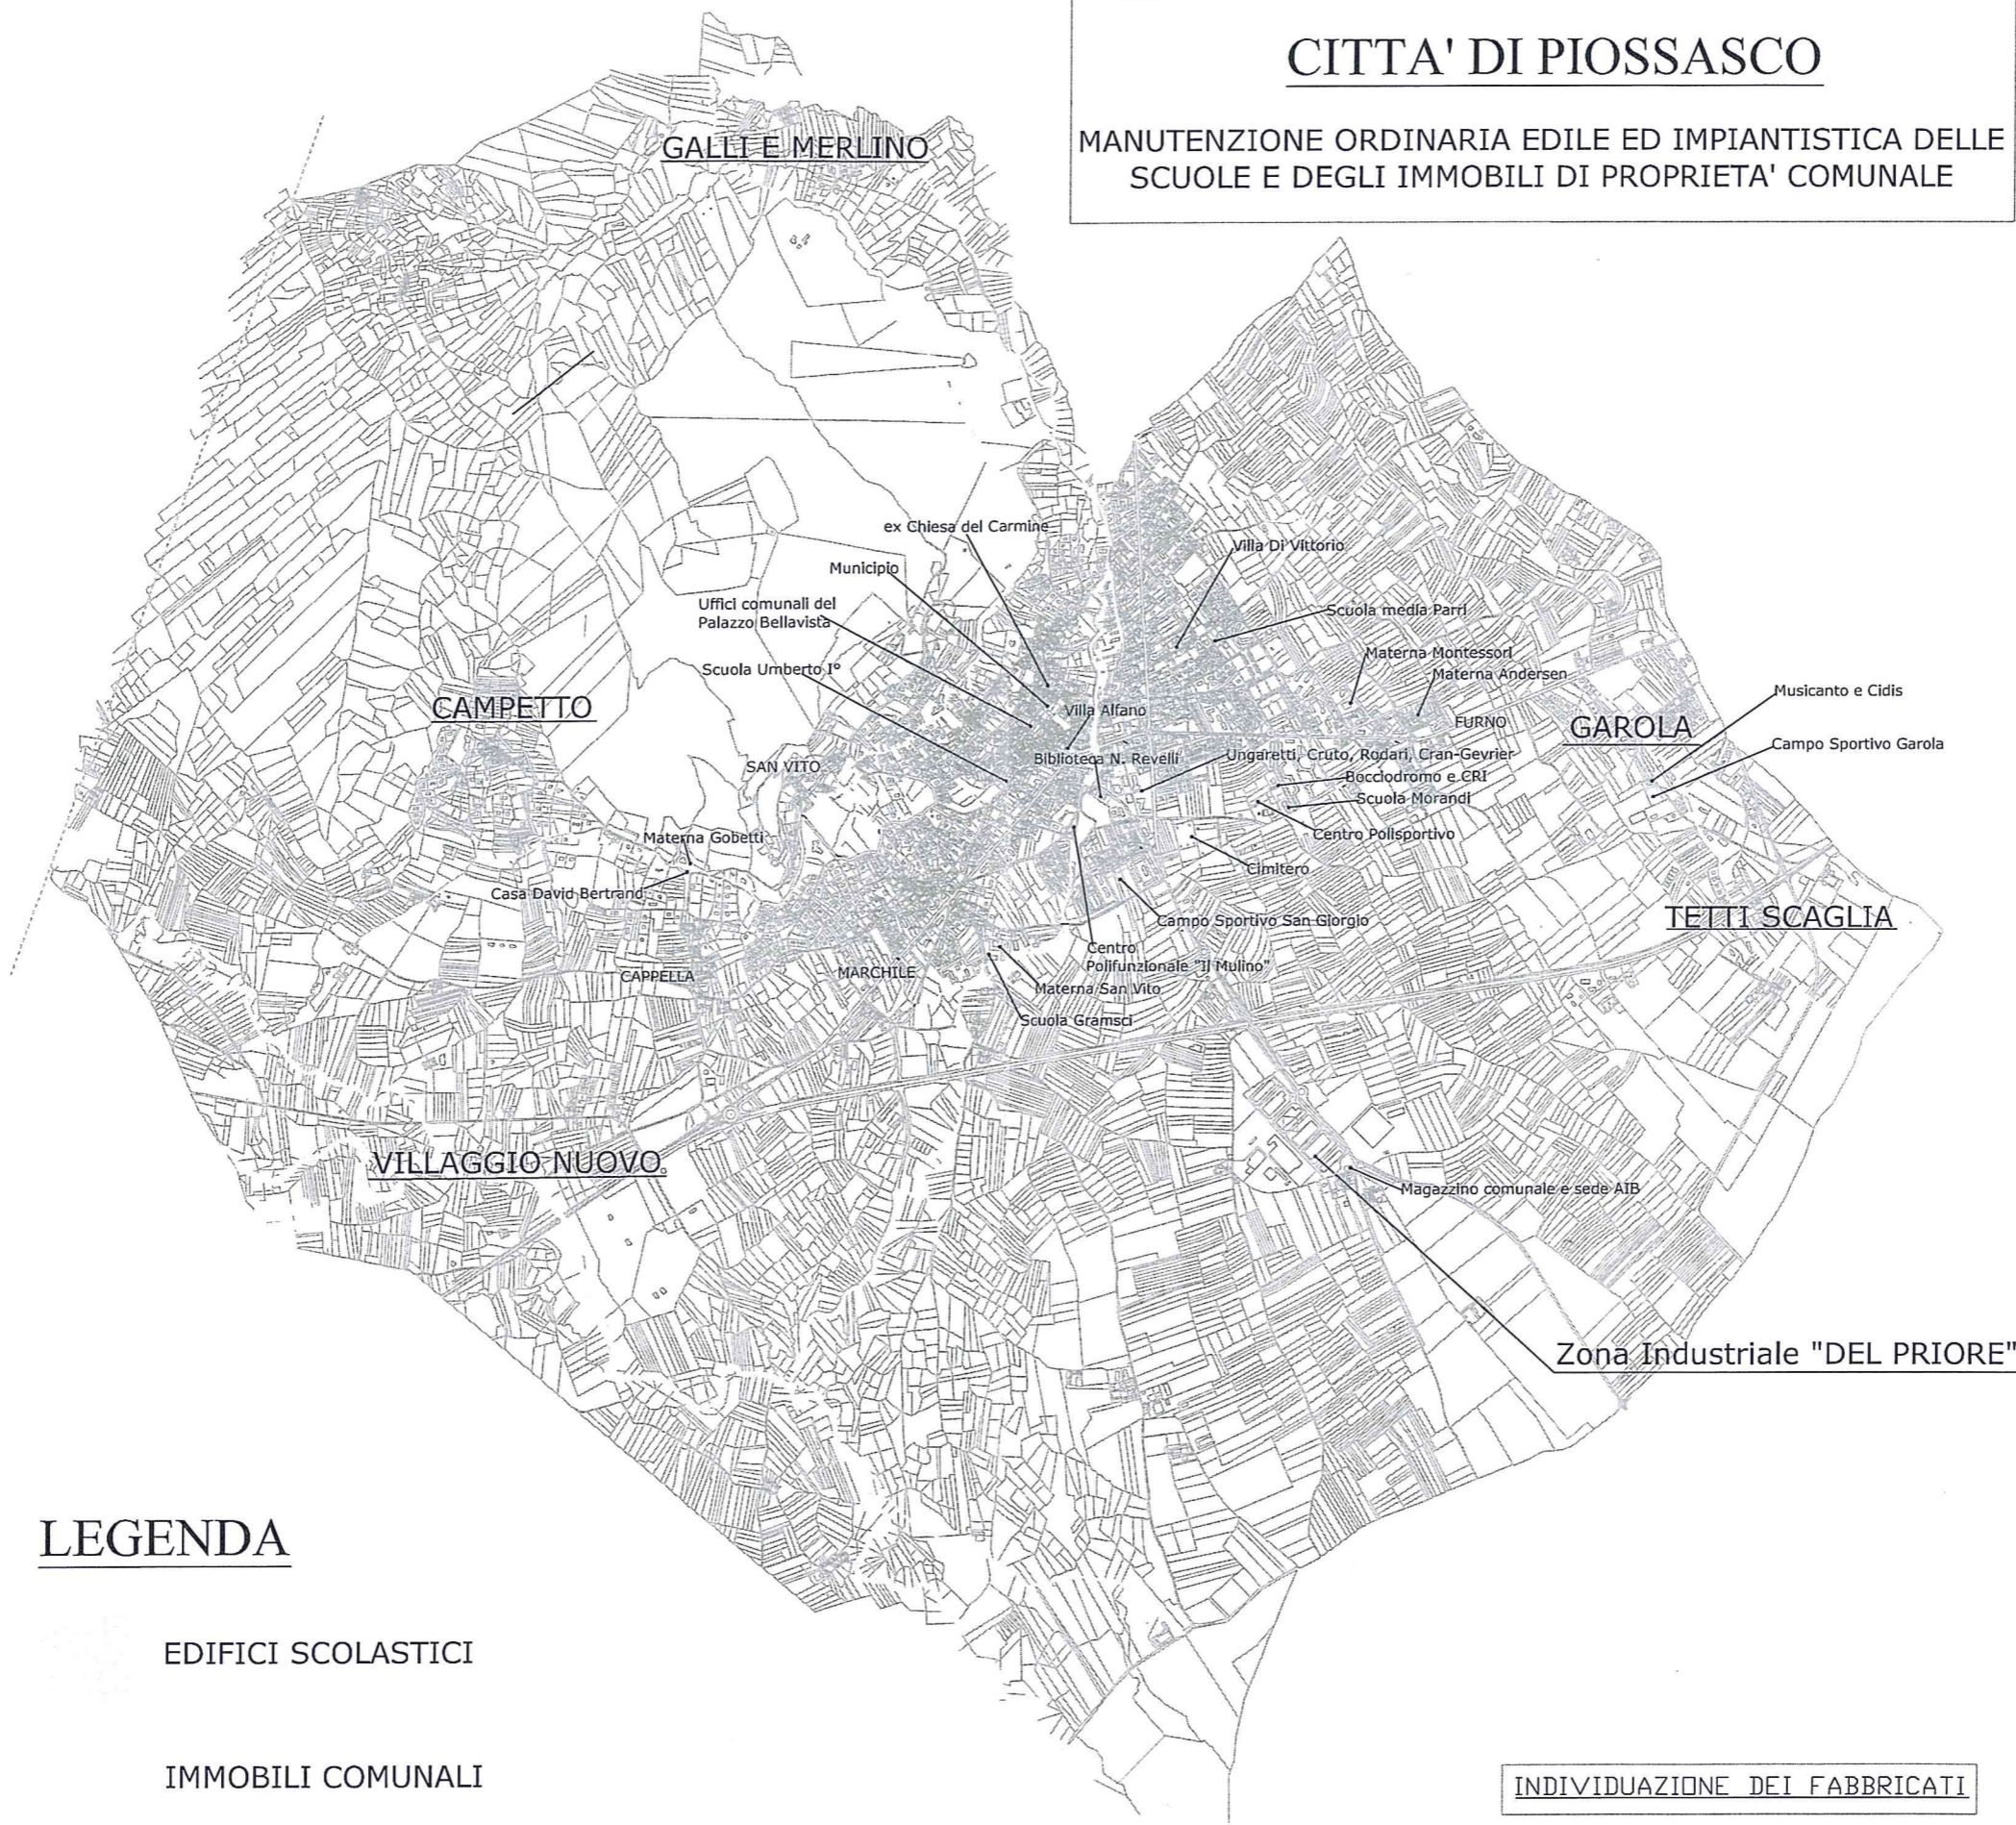 CITTA' DI PIOSSASCO
MANUTENZIONE ORDINARIA EDILE ED IMPIANTISTICA DELLE
SCUOLE E DEGLI IMMOBILI DI PROPRIETA' COMUNALE
GALLI E MERLINO
ex Chiesa del Carmine
Villa Di Vittorio
Municipio
Uffici comunali del
Palazzo Bellavista
Scuola media Parri
Scuola Umberto I°
Materna Montessori
Materna Andersen
Musicanto e Cidis
CAMPETTO
Villa Alfano
FURNO
GAROLA
Campo Sportivo Garola
SAN VITO
Biblioteca N. Revelli
Ungaretti, Cruto, Rodari, Cran-Gevrier
Bocciodromo e CRI
Scuola Morandi
Materna Gobetti
Centro Polisportivo
Cimitero
Casa David Bertrand
Campo Sportivo San Giorgio
TETTI SCAGLIA
Centro
Polifunzionale "Il Mulino"
CAPPELLA
MARCHILE
Materna San Vito
Scuola Gramsci
VILLAGGIO NUOVO
Magazzino comunale e sede AIB
Zona Industriale "DEL PRIORE"
LEGENDA
EDIFICI SCOLASTICI
IMMOBILI COMUNALI
INDIVIDUAZIONE DEI FABBRICATI